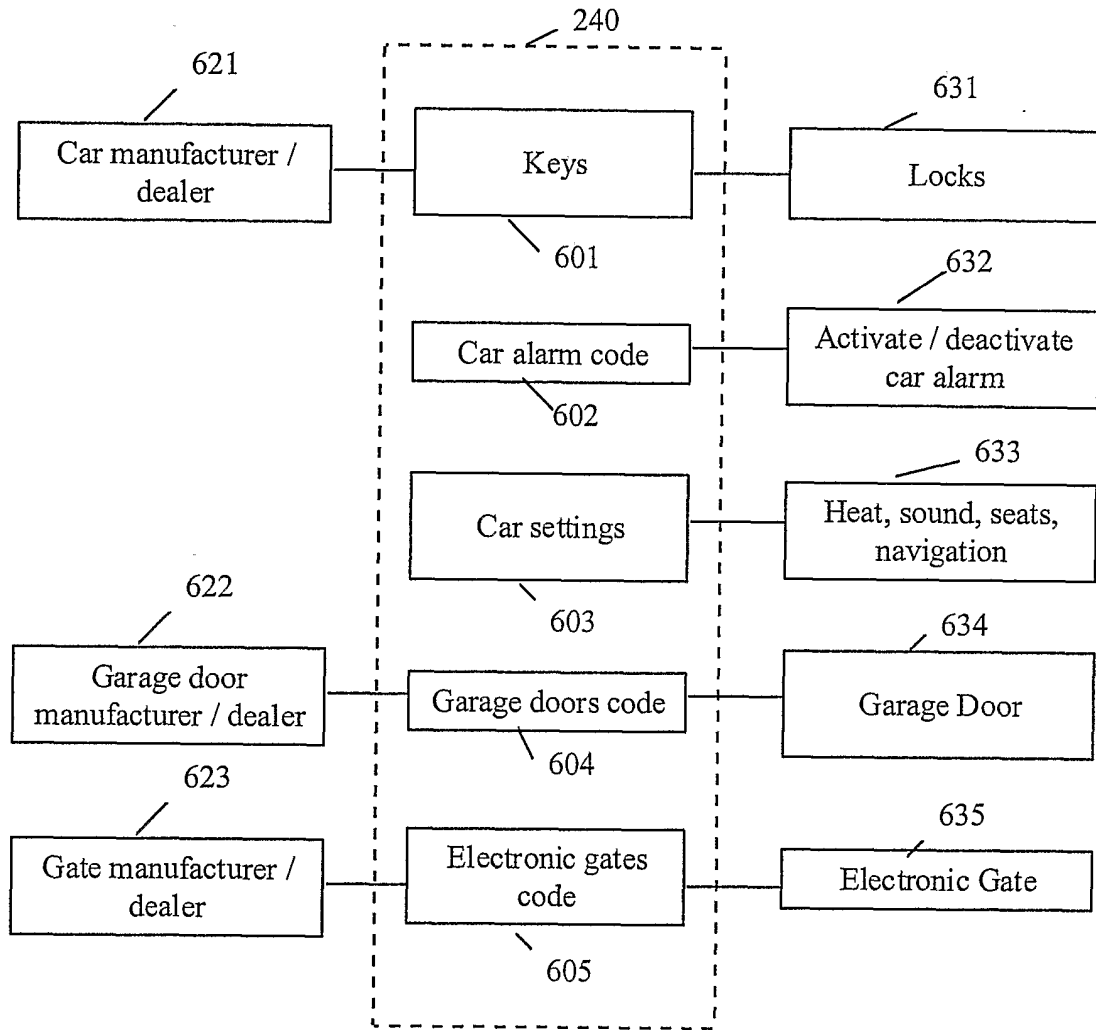 240
621
631
Car manufacturer /
dealer
Keys
Locks
601
632
Car alarm code
Activate / deactivate
car alarm
602
633
Car settings
Heat, sound, seats,
navigation
622
603
634
Garage door
manufacturer / dealer
Garage doors code
Garage Door
623
604
635
Gate manufacturer /
dealer
Electronic gates
code
Electronic Gate
605